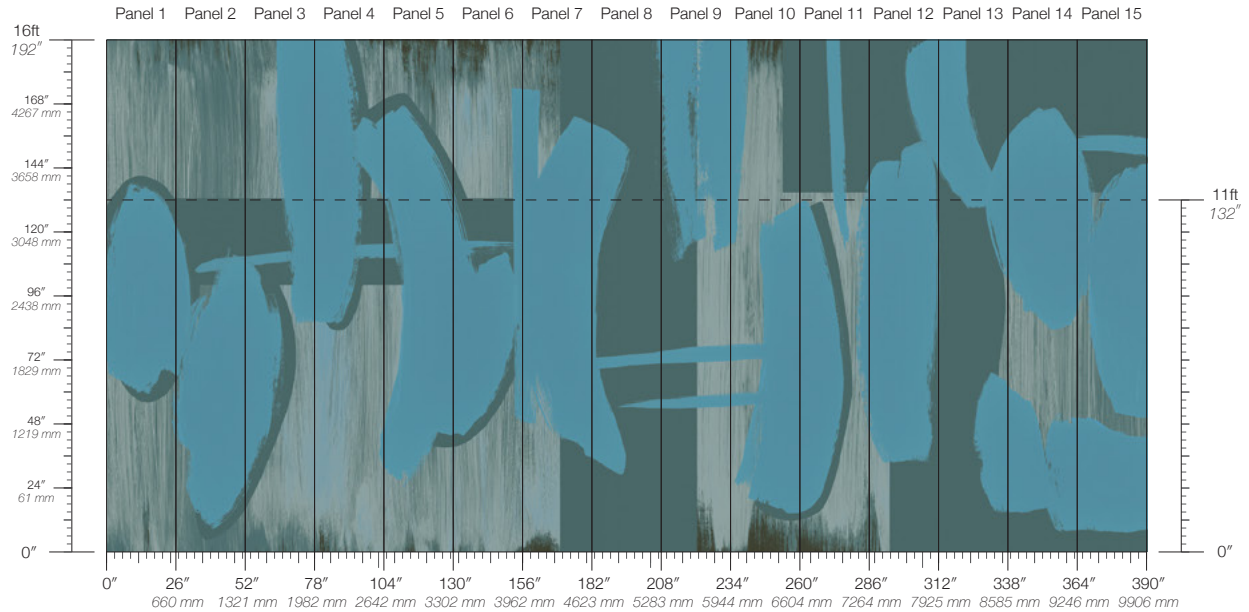 Panel 1 Panel 2 Panel 3 Panel 4 Panel 5 Panel 6 Panel 7 Panel 8 Panel 9 Panel 10 Panel 11 Panel 12 Panel 13 Panel 14 Panel 15
16ft
192″
168″
4267 mm
144″
3658 mm
120″
3048 mm
96″
2438 mm
72″
1829 mm
48″
1219 mm
24″
61 mm
0″
11ft
132″
0″
0″ 26″ 52″ 78″ 104″ 130″ 156″ 182″ 208″ 234″ 260″ 286″ 312″ 338″ 364″ 390″
660 mm 1321 mm 1982 mm 2642 mm 3302 mm 3962 mm 4623 mm 5283 mm 5944 mm 6604 mm 7264 mm 7925 mm 8585 mm 9246 mm 9906 mm